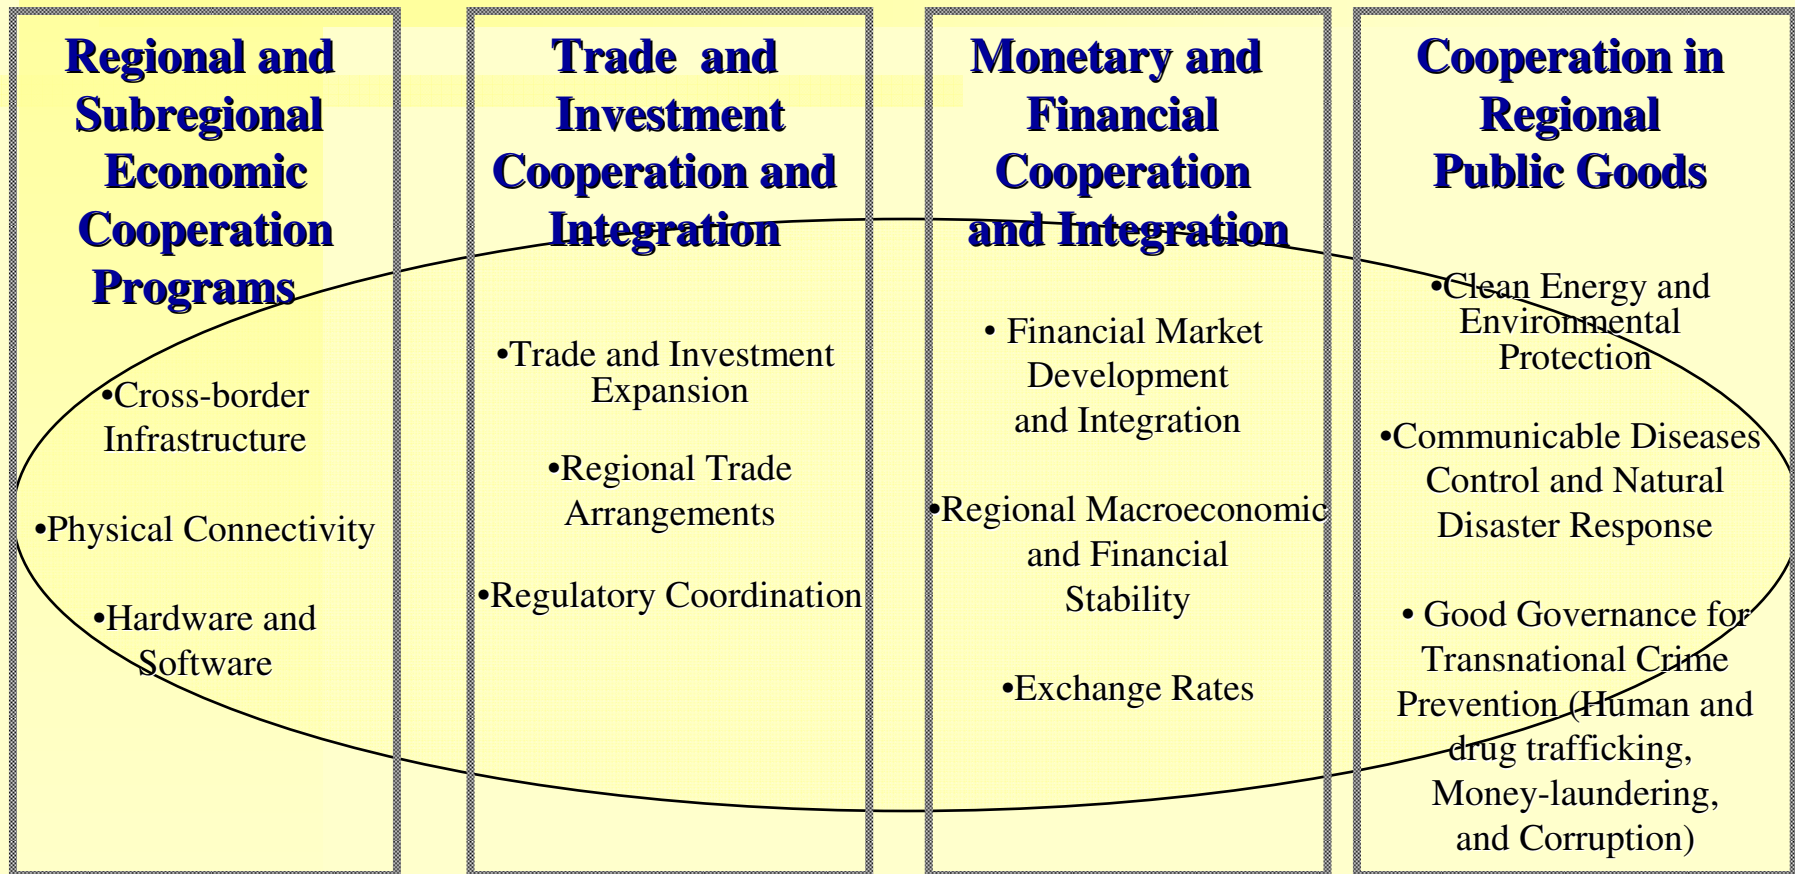 Regional and
Subregional
Economic
Cooperation
Programs
•Cross-border
Infrastructure
•Physical Connectivity
•Hardware and
Software
Trade and
Investment
Cooperation and
Integration
•Trade and Investment
Expansion
•Regional Trade
Arrangements
•Regulatory Coordination
Monetary and
Financial
Cooperation
and Integration
• Financial Market
Development
and Integration
•Regional Macroeconomic
and Financial
Stability
•Exchange Rates
Cooperation in
Regional
Public Goods
•Clean Energy and
Environmental
Protection
•Communicable Diseases
Control and Natural
Disaster Response
• Good Governance for
Transnational Crime
Prevention (Human and
drug trafficking,
Money-laundering,
and Corruption)